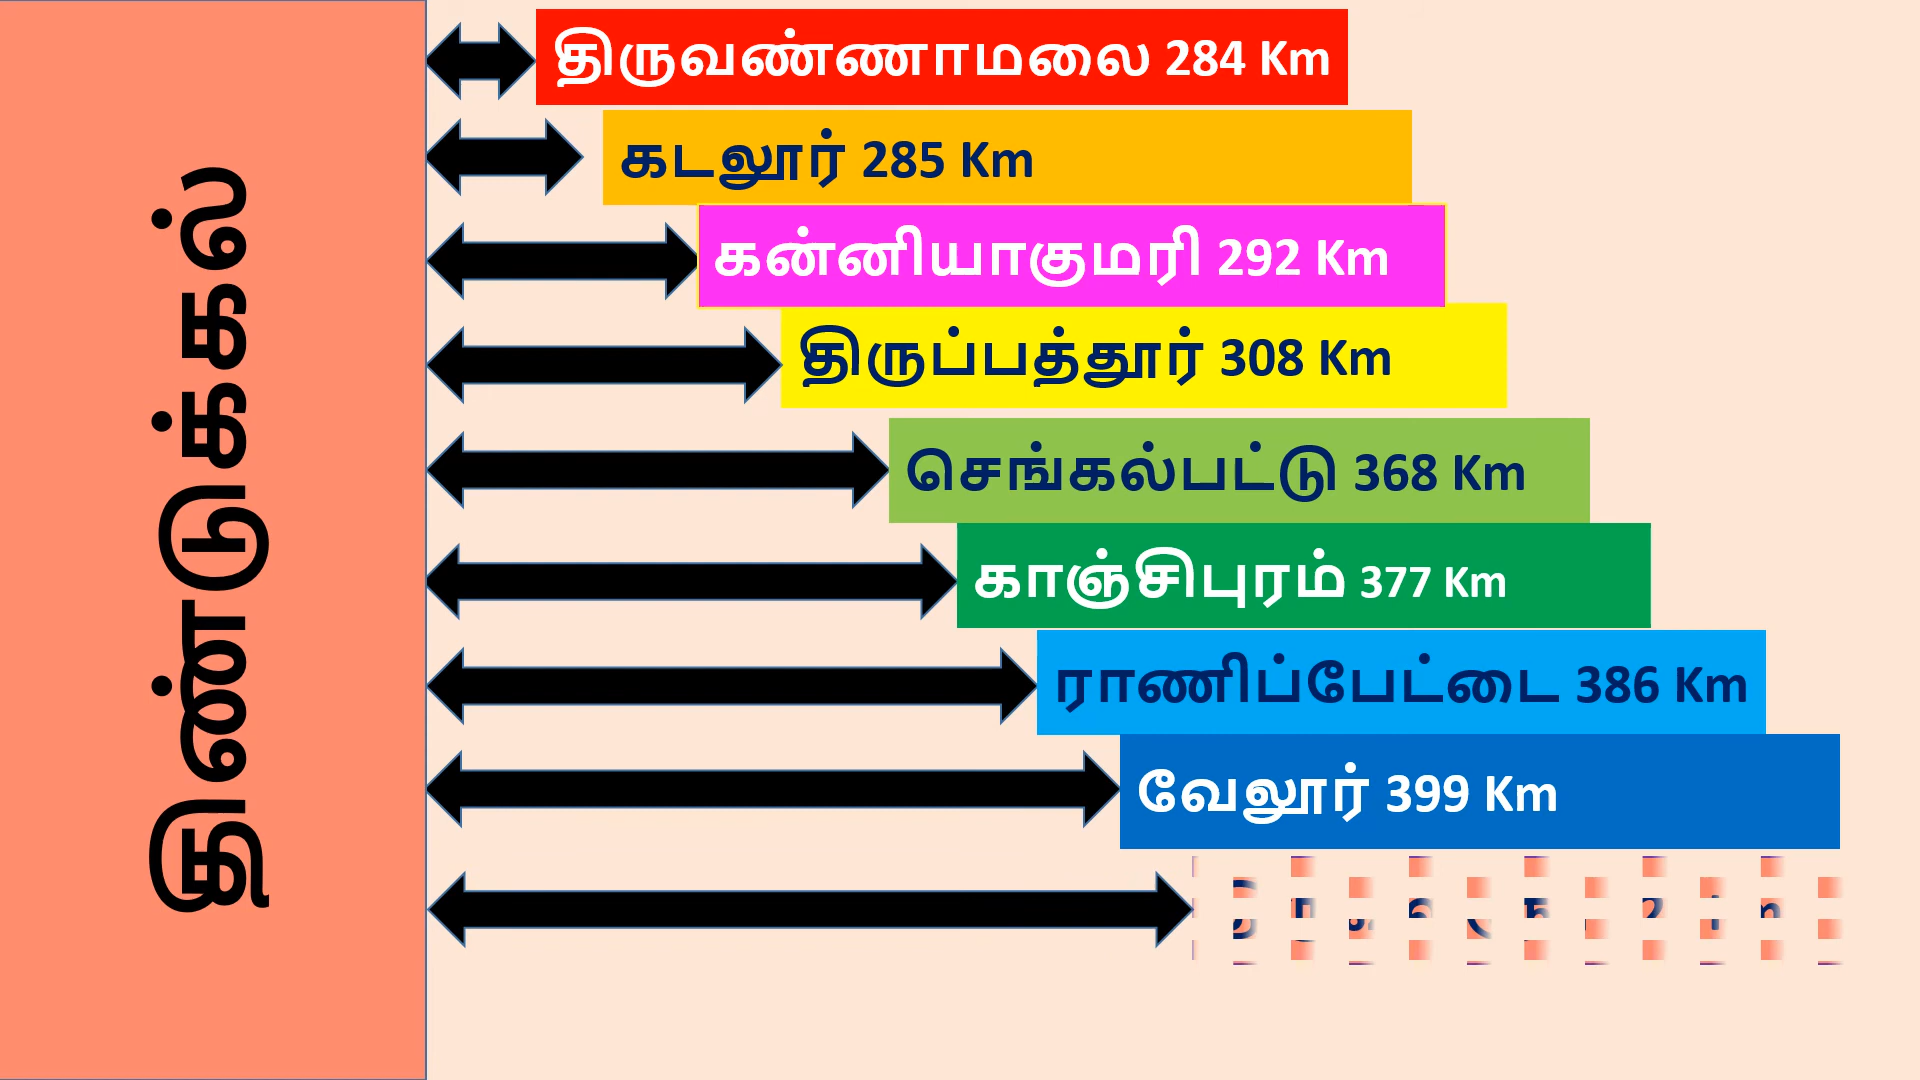 திண்டுக்கல்
திருவண்ணாமலை 284 Km
கடலூர் 285 Km
கன்னியாகுமரி 292 Km
திருப்பத்தூர் 308 Km
செங்கல்பட்டு 368 Km
காஞ்சிபுரம் 377 Km
ராணிப்பேட்டை 386 Km
வேலூர் 399 Km